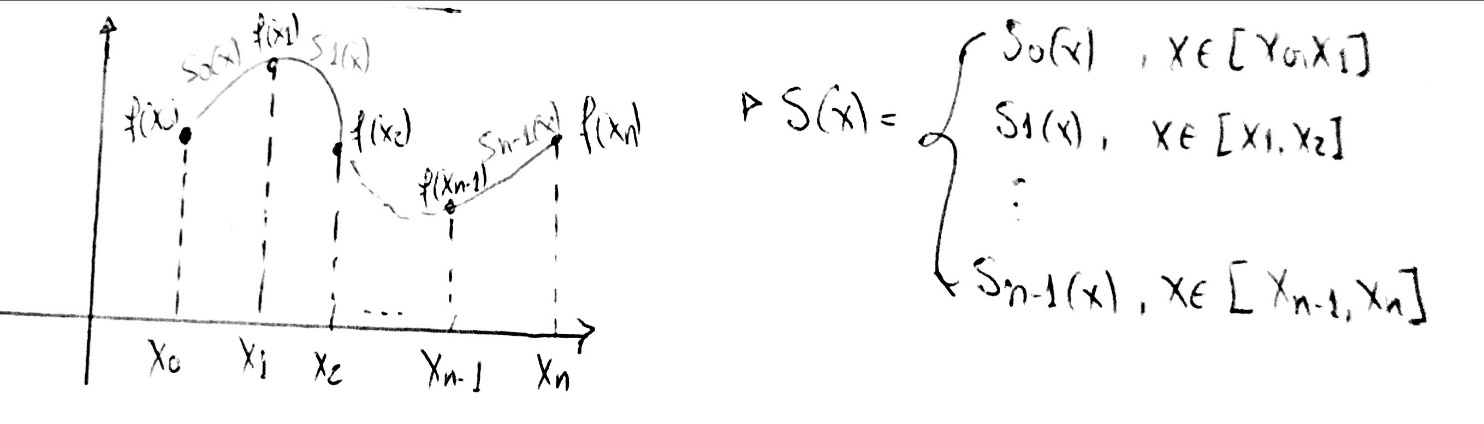 S0(x) f(x1) S1(x)
f(x0) f(x2) Sn-1(x) f(xn)
f(xn-1)
...
x0 x1 x2 xn-1 xn
S(x) = { S0(x) , x ∈ [x0, x1]
S1(x) , x ∈ [x1, x2]
⋮
Sn-1(x) , x ∈ [xn-1, xn]